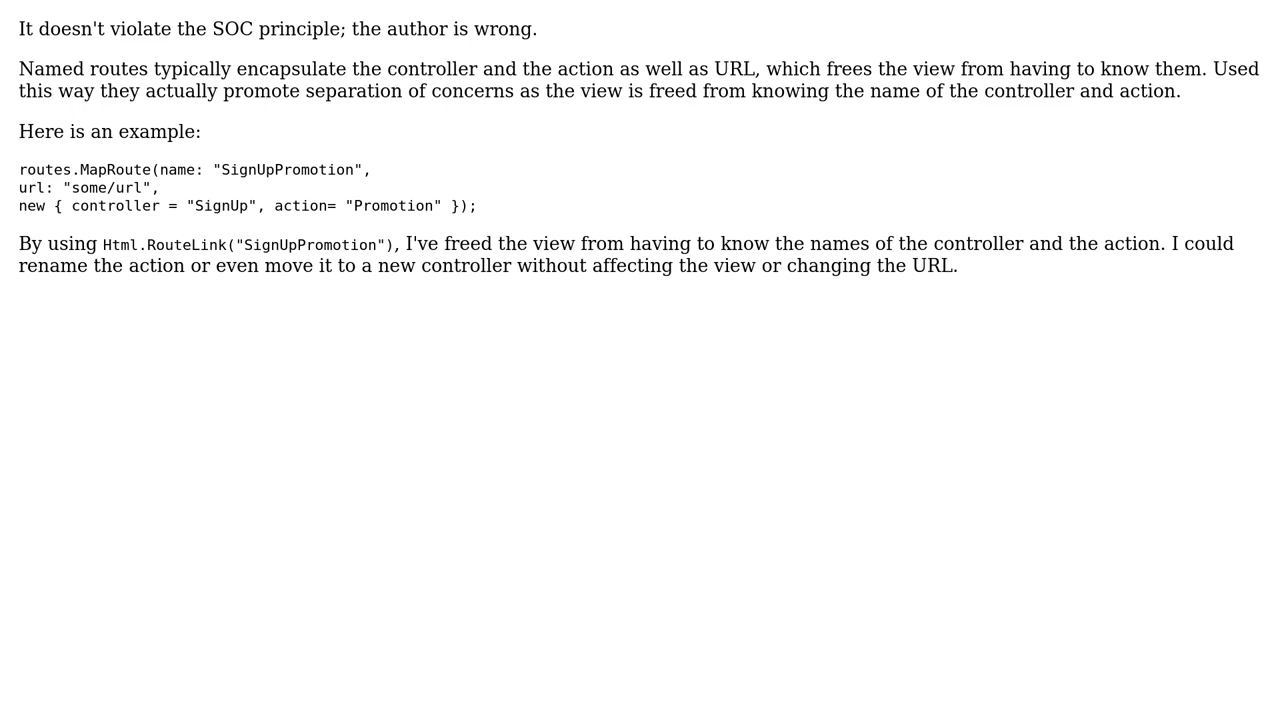 It doesn't violate the SOC principle; the author is wrong.
Named routes typically encapsulate the controller and the action as well as URL, which frees the view from having to know them. Used
this way they actually promote separation of concerns as the view is freed from knowing the name of the controller and action.
Here is an example:
routes.MapRoute(name: "SignUpPromotion",
url: "some/url",
new { controller = "SignUp", action= "Promotion" });
By using Html.RouteLink("SignUpPromotion"), I've freed the view from having to know the names of the controller and the action. I could
rename the action or even move it to a new controller without affecting the view or changing the URL.